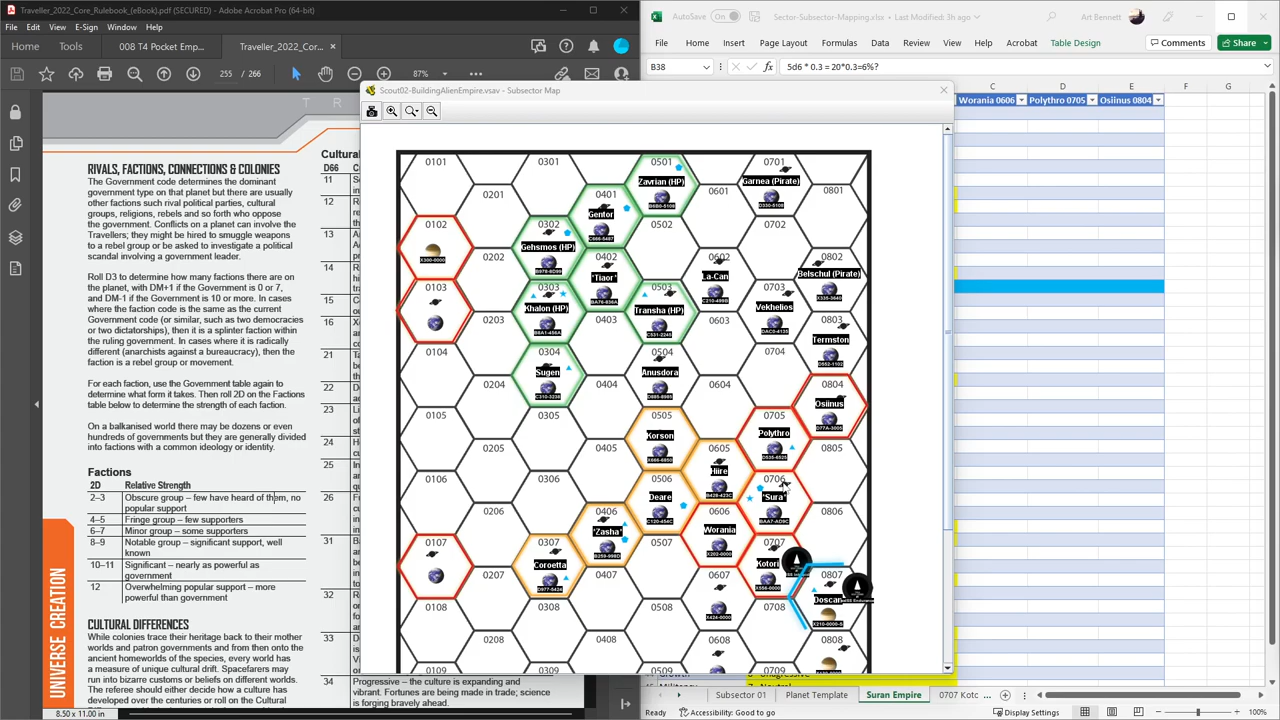 Traveller_2022_Core_Rulebook_(eBook).pdf (SECURED) - Adobe Acrobat Pro (64-bit)
File Edit View E-Sign Window Help
Home Tools 008 T4 Pocket Emp... Traveller_2022_Cor... ×
255 / 266 87%
RIVALS, FACTIONS, CONNECTIONS & COLONIES
The Government code determines the dominant
government type on that planet but there are usually
other factions such rival political parties, cultural
groups, religions, rebels and so forth who oppose
the government. Conflicts on a planet can involve the
Travellers; they might be hired to smuggle weapons
to a rebel group or be asked to investigate a political
scandal involving a government leader.
Roll D3 to determine how many factions there are on
the planet, with DM+1 if the Government is 0 or 7,
and DM-1 if the Government is 10 or more. In cases
where the faction code is the same as the current
Government code (or similar, such as two democracies
or two dictatorships), then it is a splinter faction within
the ruling government. In cases where it is radically
different (anarchists against a bureaucracy), then the
faction is a rebel group or movement.
For each faction, use the Government table again to
determine what form it takes. Then roll 2D on the Factions
table below to determine the strength of each faction.
On a balkanised world there may be dozens or even
hundreds of governments but they are generally divided
into factions with a common ideology or identity.
Factions
2D Relative Strength
2–3 Obscure group – few have heard of them, no
popular support
4–5 Fringe group – few supporters
6–7 Minor group – some supporters
8–9 Notable group – significant support, well
known
10–11 Significant – nearly as powerful as
government
12 Overwhelming popular support – more
powerful than government
CULTURAL DIFFERENCES
While colonies trace their heritage back to their mother
worlds and patron governments and from then onto the
ancient homeworlds of the species, every world has
a measure of unique cultural drift. Spacefarers may
run into bizarre customs or beliefs on different worlds.
The referee should either decide how a culture has
developed over the centuries or roll on the Cultural
UNIVERSE CREATION
8.50 x 11.00 in
T R
Cultural
D66
11
12
13
14
15
16
21
22
23
24
25
26
31
32
33
34 Progressive – the culture is expanding and
vibrant. Fortunes are being made in trade; science
is forging bravely ahead.
Scout02-BuildingAlienEmpire.vsav - Subsector Map
0101 0301 0501 0701
Zavrian (HP) Garnea (Pirate)
0201 0401 0601 0801
Gentor
0102 0302 0502 0702
Gehsmos (HP)
X300-0000
0202 0402 0602 0802
*Tiaor* La-Can Belschul (Pirate)
0103 0303 0503 0703
Khalon (HP) Transha (HP) Vekhelios
0203 0403 0603 0803
Termston
0104 0304 0504 0704
Sugen Anusdora
0204 0404 0604 0804
Osiinus
0105 0305 0505 0705
Korson Polythro
0205 0405 0605 0805
Hiire
0106 0306 0506 0706
Deare *Sura*
0206 0406 0606 0806
*Zasha* Worania
0107 0307 0507 0707
Coroetta Kotori
0207 0407 0607 0807
Doscan
0108 0308 0508 0708
0208 0408 0608 0808
0109 0309 0509 0709
AutoSave Off Sector-Subsector-Mapping.xlsx - Last Modified: 3h ago Art Bennett
File Home Insert Page Layout Formulas Data Review View Help Acrobat Table Design Comments Share
B38 fx 5d6 * 0.3 = 20*0.3=6%?
C D E F G
Worania 0606 Polythro 0705 Osiinus 0804
Subsector 01 Planet Template Suran Empire 0707 Kotc ...
Ready Accessibility: Good to go Display Settings 100%